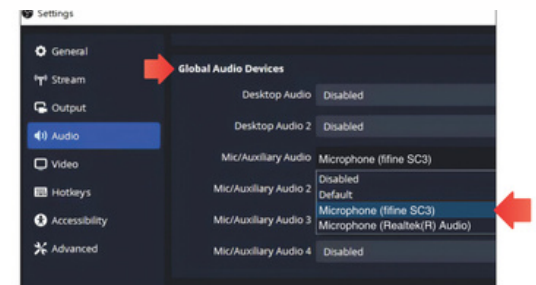 Settings
General
Stream
Output
Audio
Video
Hotkeys
Accessibility
Advanced
Global Audio Devices
Desktop Audio Disabled
Desktop Audio 2 Disabled
Mic/Auxiliary Audio Microphone (fifine SC3)
Disabled
Default
Mic/Auxiliary Audio 2
Microphone (fifine SC3)
Mic/Auxiliary Audio 3 Microphone (Realtek(R) Audio)
Mic/Auxiliary Audio 4 Disabled